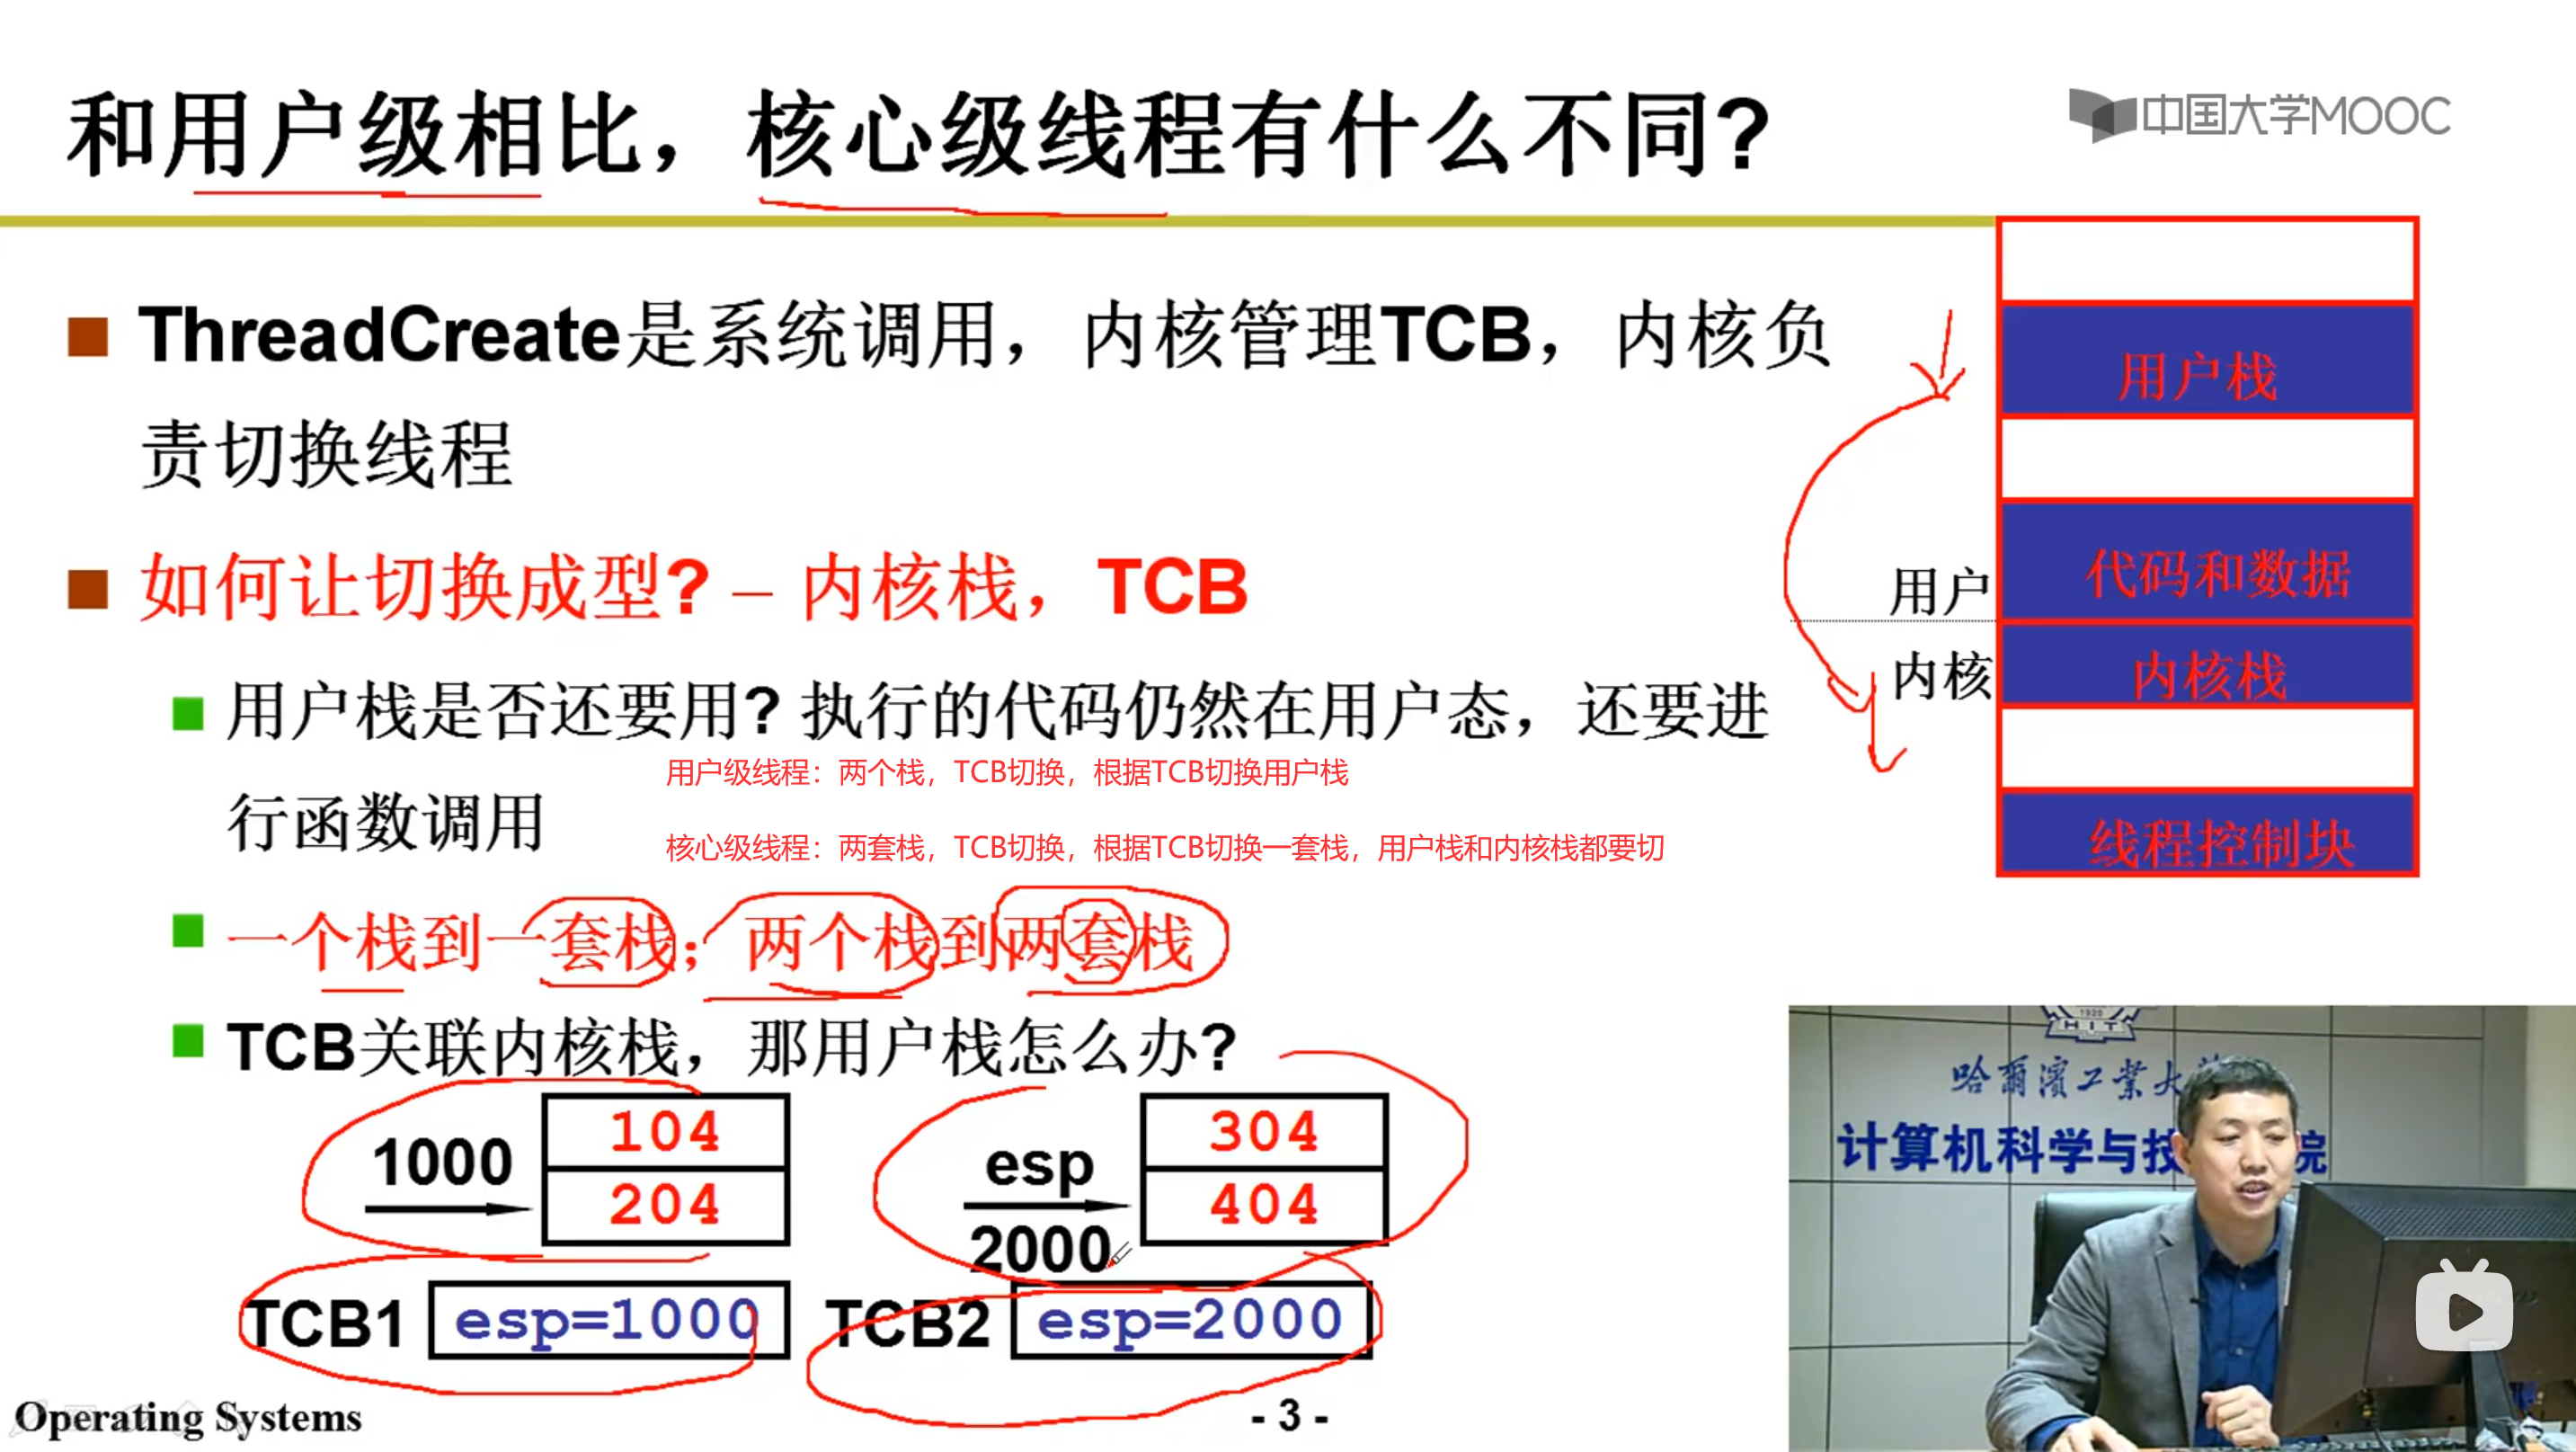 和用户级相比，核心级线程有什么不同?
中国大学MOOC
ThreadCreate是系统调用，内核管理TCB，内核负
责切换线程
如何让切换成型? – 内核栈，TCB
用户栈是否还要用? 执行的代码仍然在用户态，还要进
行函数调用
用户级线程：两个栈，TCB切换，根据TCB切换用户栈
核心级线程：两套栈，TCB切换，根据TCB切换一套栈，用户栈和内核栈都要切
一个栈到一套栈；两个栈到两套栈
TCB关联内核栈，那用户栈怎么办?
用户栈
代码和数据
用户
内核
内核栈
线程控制块
1000
104
204
esp
2000
304
404
TCB1
esp=1000
TCB2
esp=2000
Operating Systems
- 3 -
1920
HIT
哈爾濱工業大
计算机科学与技
院